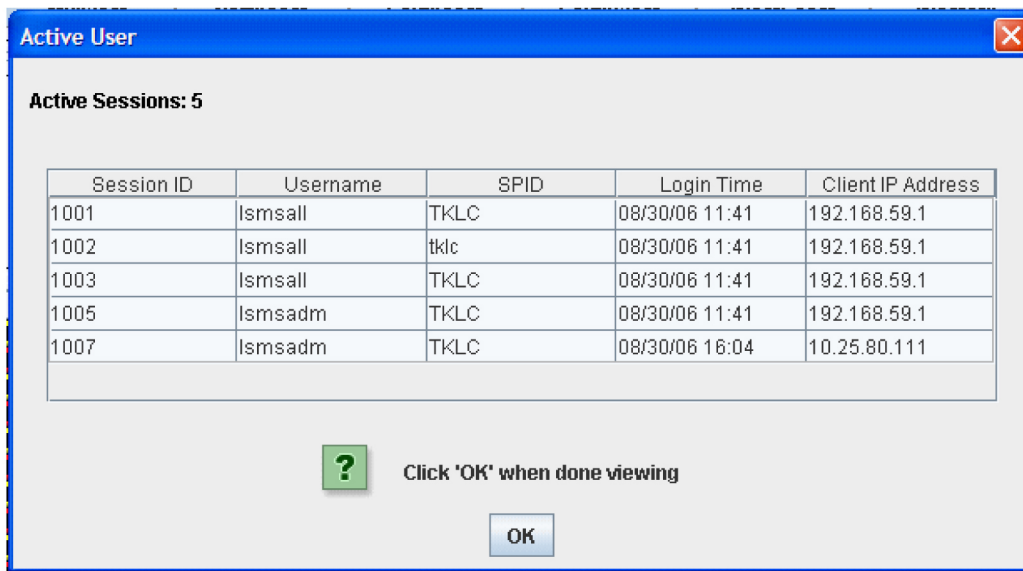 Active User
Active Sessions: 5
Session ID Username SPID Login Time Client IP Address
1001 lsmsall TKLC 08/30/06 11:41 192.168.59.1
1002 lsmsall tklc 08/30/06 11:41 192.168.59.1
1003 lsmsall TKLC 08/30/06 11:41 192.168.59.1
1005 lsmsadm TKLC 08/30/06 11:41 192.168.59.1
1007 lsmsadm TKLC 08/30/06 16:04 10.25.80.111
?
Click 'OK' when done viewing
OK